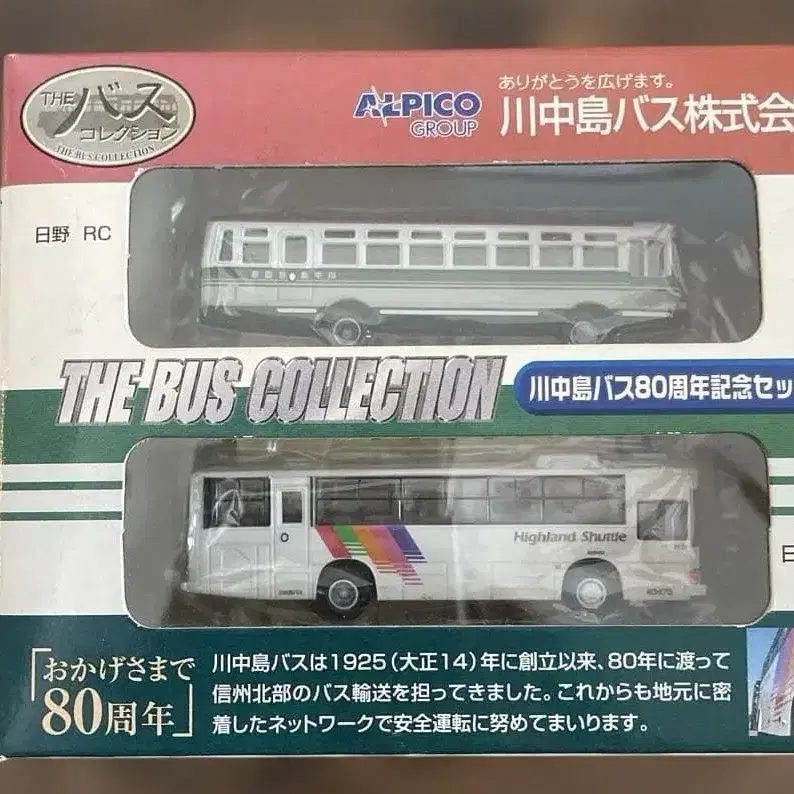 THE バス
コレクション
THE BUS COLLECTION
ALPICO
GROUP
ありがとうを広げます。
川中島バス株式会
日野 RC
THE BUS COLLECTION
川中島バス80周年記念セッ
Highland Shuttle
「おかげさまで
80周年」
川中島バスは1925(大正14)年に創立以来、80年に渡って
信州北部のバス輸送を担ってきました。これからも地元に密
着したネットワークで安全運転に努めてまいります。